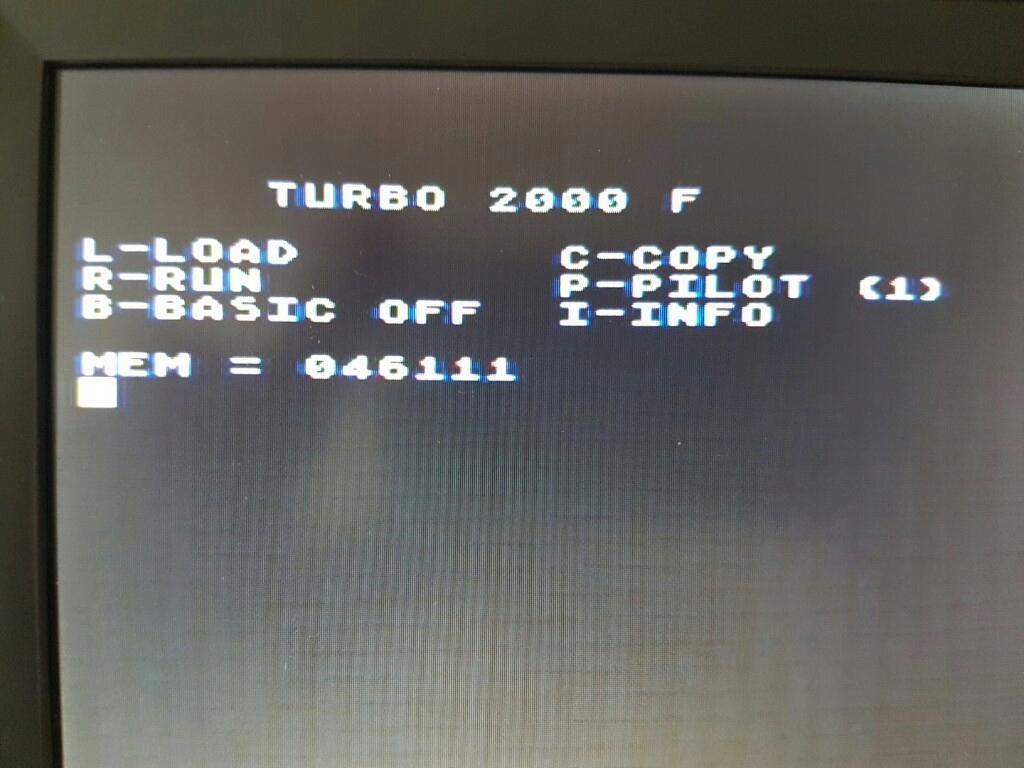 TURBO 2000 F
L-LOAD C-COPY
R-RUN P-PILOT (1)
B-BASIC OFF I-INFO
MEM = 046111